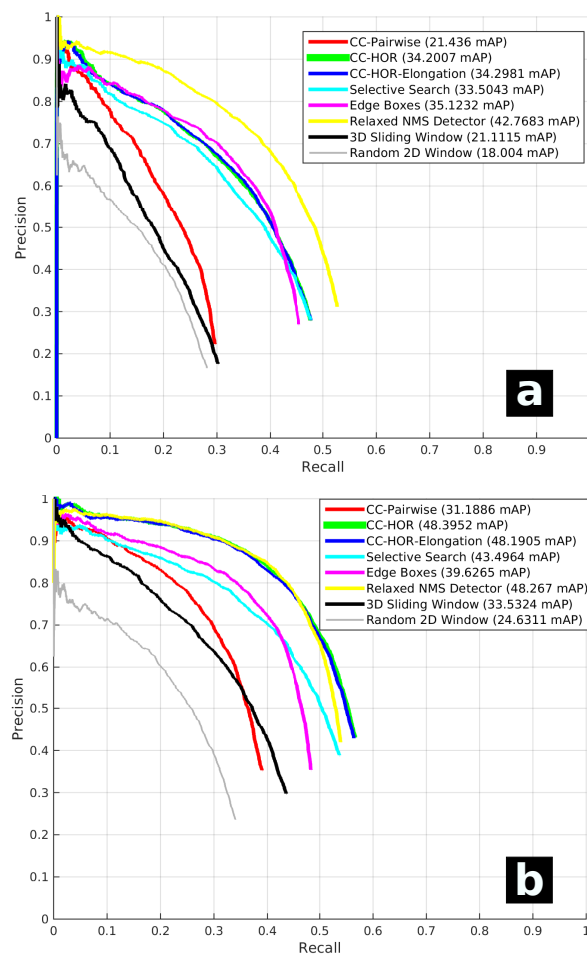 1
0.9
0.8
0.7
0.6
0.5
0.4
0.3
0.2
0.1
0
Precision
CC-Pairwise (21.436 mAP)
CC-HOR (34.2007 mAP)
CC-HOR-Elongation (34.2981 mAP)
Selective Search (33.5043 mAP)
Edge Boxes (35.1232 mAP)
Relaxed NMS Detector (42.7683 mAP)
3D Sliding Window (21.1115 mAP)
Random 2D Window (18.004 mAP)
a
0 0.1 0.2 0.3 0.4 0.5 0.6 0.7 0.8 0.9
Recall
1
0.9
0.8
0.7
0.6
0.5
0.4
0.3
0.2
0.1
0
Precision
CC-Pairwise (31.1886 mAP)
CC-HOR (48.3952 mAP)
CC-HOR-Elongation (48.1905 mAP)
Selective Search (43.4964 mAP)
Edge Boxes (39.6265 mAP)
Relaxed NMS Detector (48.267 mAP)
3D Sliding Window (33.5324 mAP)
Random 2D Window (24.6311 mAP)
b
0 0.1 0.2 0.3 0.4 0.5 0.6 0.7 0.8 0.9 1
Recall